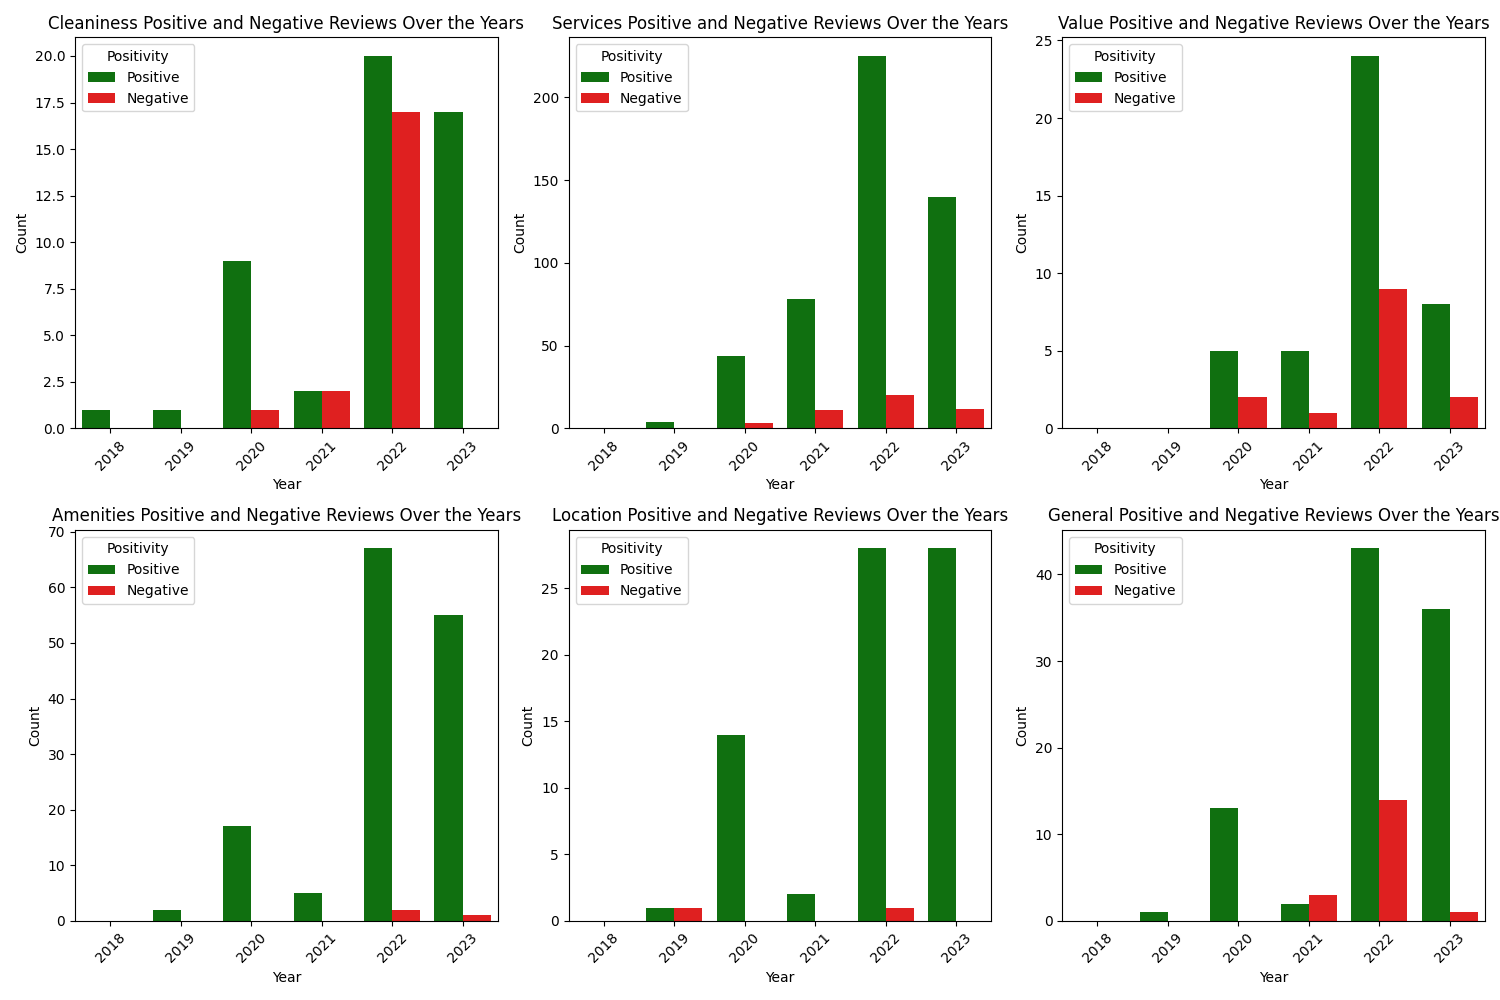 Cleaniness Positive and Negative Reviews Over the Years
Positivity
Positive
Negative
20.0
17.5
15.0
12.5
10.0
7.5
5.0
2.5
0.0
Count
2018 2019 2020 2021 2022 2023
Year
Services Positive and Negative Reviews Over the Years
Positivity
Positive
Negative
200
150
100
50
0
Count
2018 2019 2020 2021 2022 2023
Year
Value Positive and Negative Reviews Over the Years
Positivity
Positive
Negative
25
20
15
10
5
0
Count
2018 2019 2020 2021 2022 2023
Year
Amenities Positive and Negative Reviews Over the Years
Positivity
Positive
Negative
70
60
50
40
30
20
10
0
Count
2018 2019 2020 2021 2022 2023
Year
Location Positive and Negative Reviews Over the Years
Positivity
Positive
Negative
25
20
15
10
5
0
Count
2018 2019 2020 2021 2022 2023
Year
General Positive and Negative Reviews Over the Years
Positivity
Positive
Negative
40
30
20
10
0
Count
2018 2019 2020 2021 2022 2023
Year